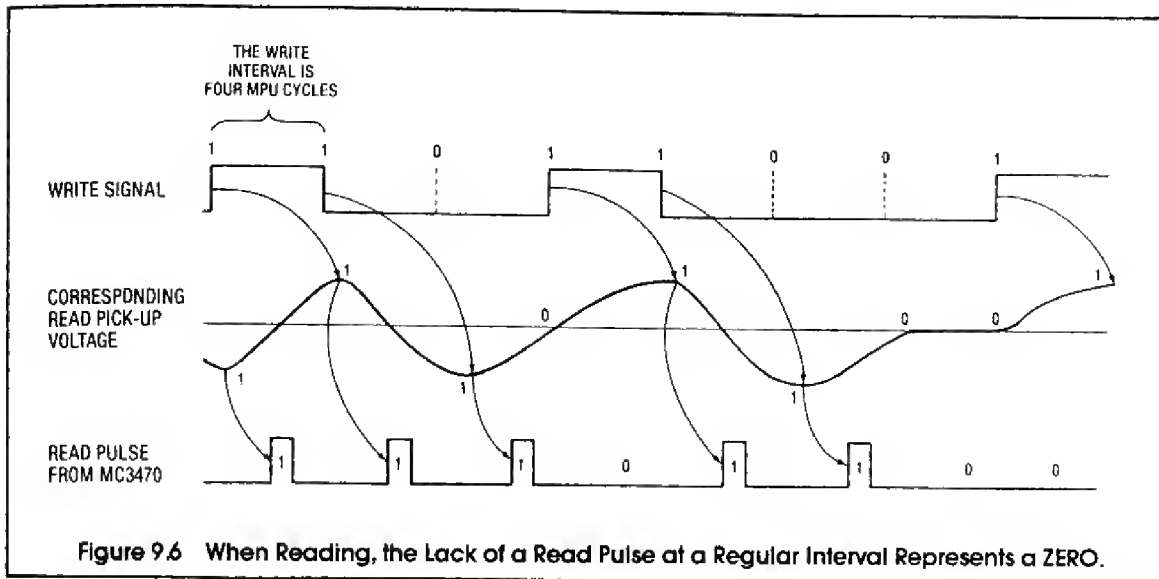 THE WRITE
INTERVAL IS
FOUR MPU CYCLES
1 1 0 1 1 0 0 1
WRITE SIGNAL
1 1 1
CORRESPONDING
READ PICK-UP
VOLTAGE
0 0 0
1 1 1
READ PULSE
FROM MC3470
1 1 1 0 1 1 0 0
Figure 9.6 When Reading, the Lack of a Read Pulse at a Regular Interval Represents a ZERO.